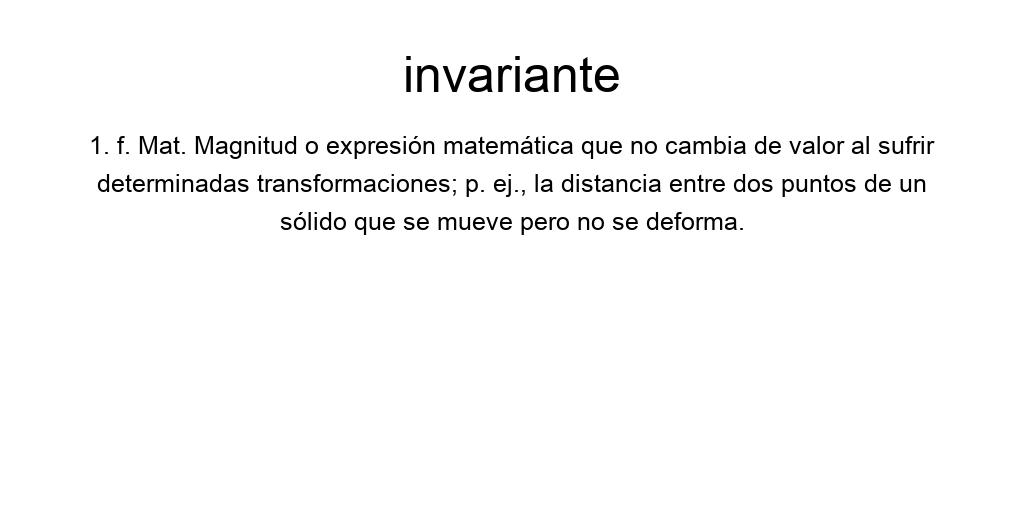 invariante
1. f. Mat. Magnitud o expresión matemática que no cambia de valor al sufrir
determinadas transformaciones; p. ej., la distancia entre dos puntos de un
sólido que se mueve pero no se deforma.